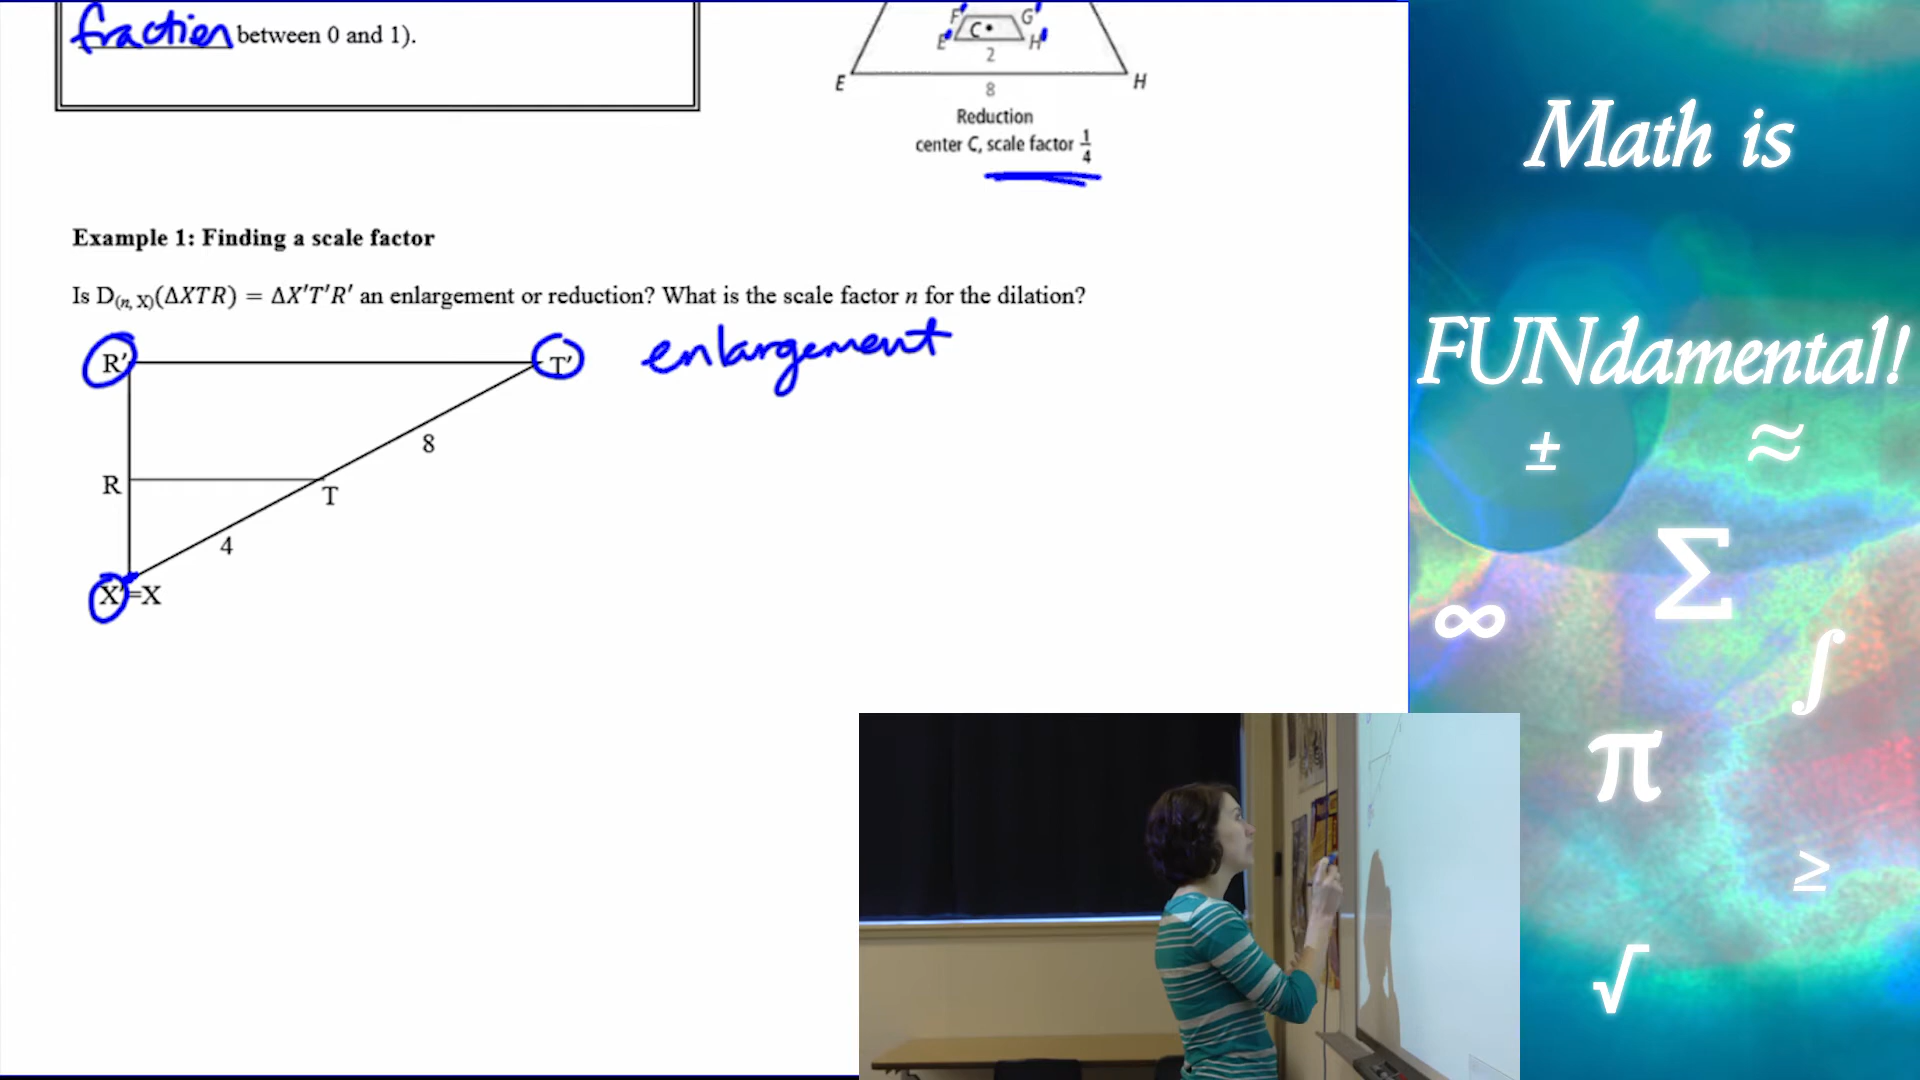 fraction between 0 and 1).
F' G'
C
E' H'
2
E H
8
Reduction
center C, scale factor 1/4
Example 1: Finding a scale factor
Is D(n, X)(ΔXTR) = ΔX′T′R′ an enlargement or reduction? What is the scale factor n for the dilation?
enlargement
R' T'
8
R
T
4
X'=X
Math is
FUNdamental!
± ≈
Σ
∞
∫
π
≥
√